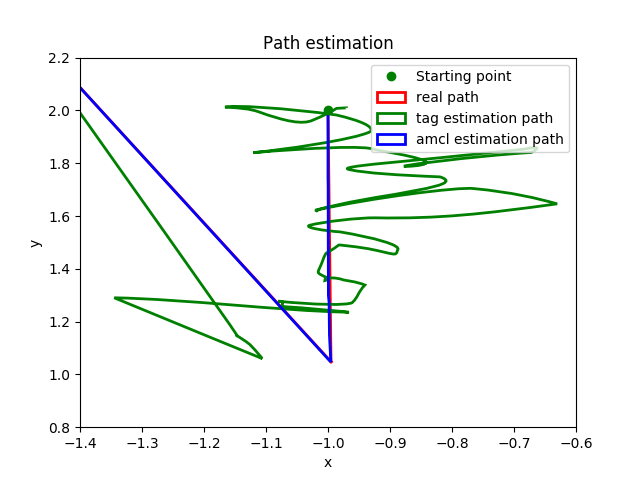 Path estimation
Starting point
real path
tag estimation path
amcl estimation path
y
2.2
2.0
1.8
1.6
1.4
1.2
1.0
0.8
−1.4 −1.3 −1.2 −1.1 −1.0 −0.9 −0.8 −0.7 −0.6
x